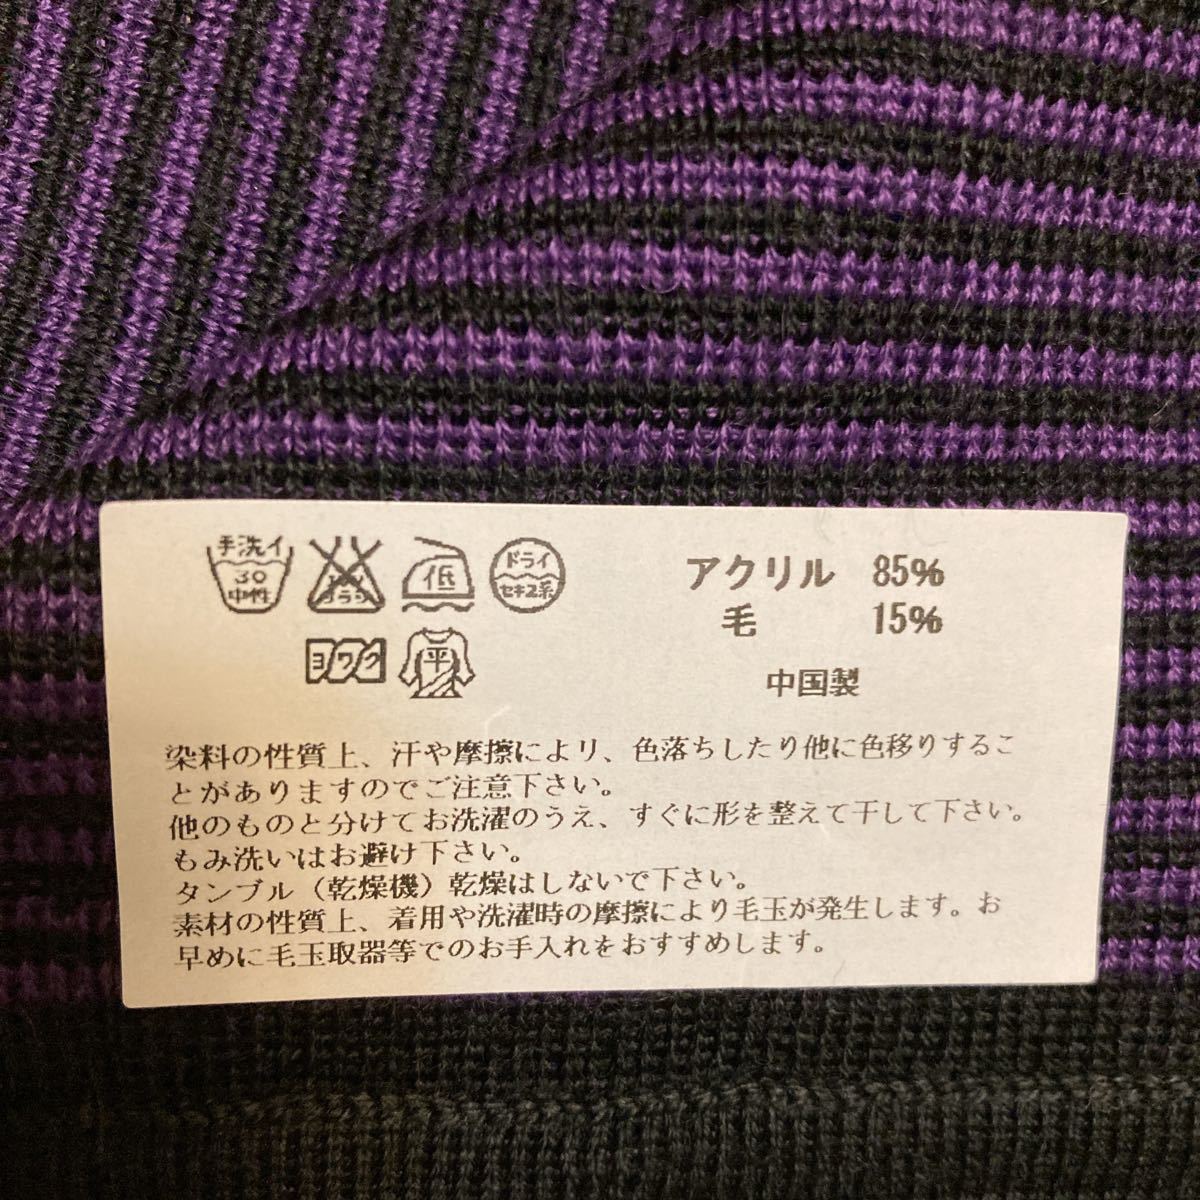 手洗イ
30
中性
エンソ
サラシ
低
ドライ
セキユ系
ヨワク
平
アクリル 85%
毛 15%
中国製
染料の性質上、汗や摩擦により、色落ちしたり他に色移りするこ
とがありますのでご注意下さい。
他のものと分けてお洗濯のうえ、すぐに形を整えて干して下さい。
もみ洗いはお避け下さい。
タンブル（乾燥機）乾燥はしないで下さい。
素材の性質上、着用や洗濯時の摩擦により毛玉が発生します。お
早めに毛玉取器等でのお手入れをおすすめします。